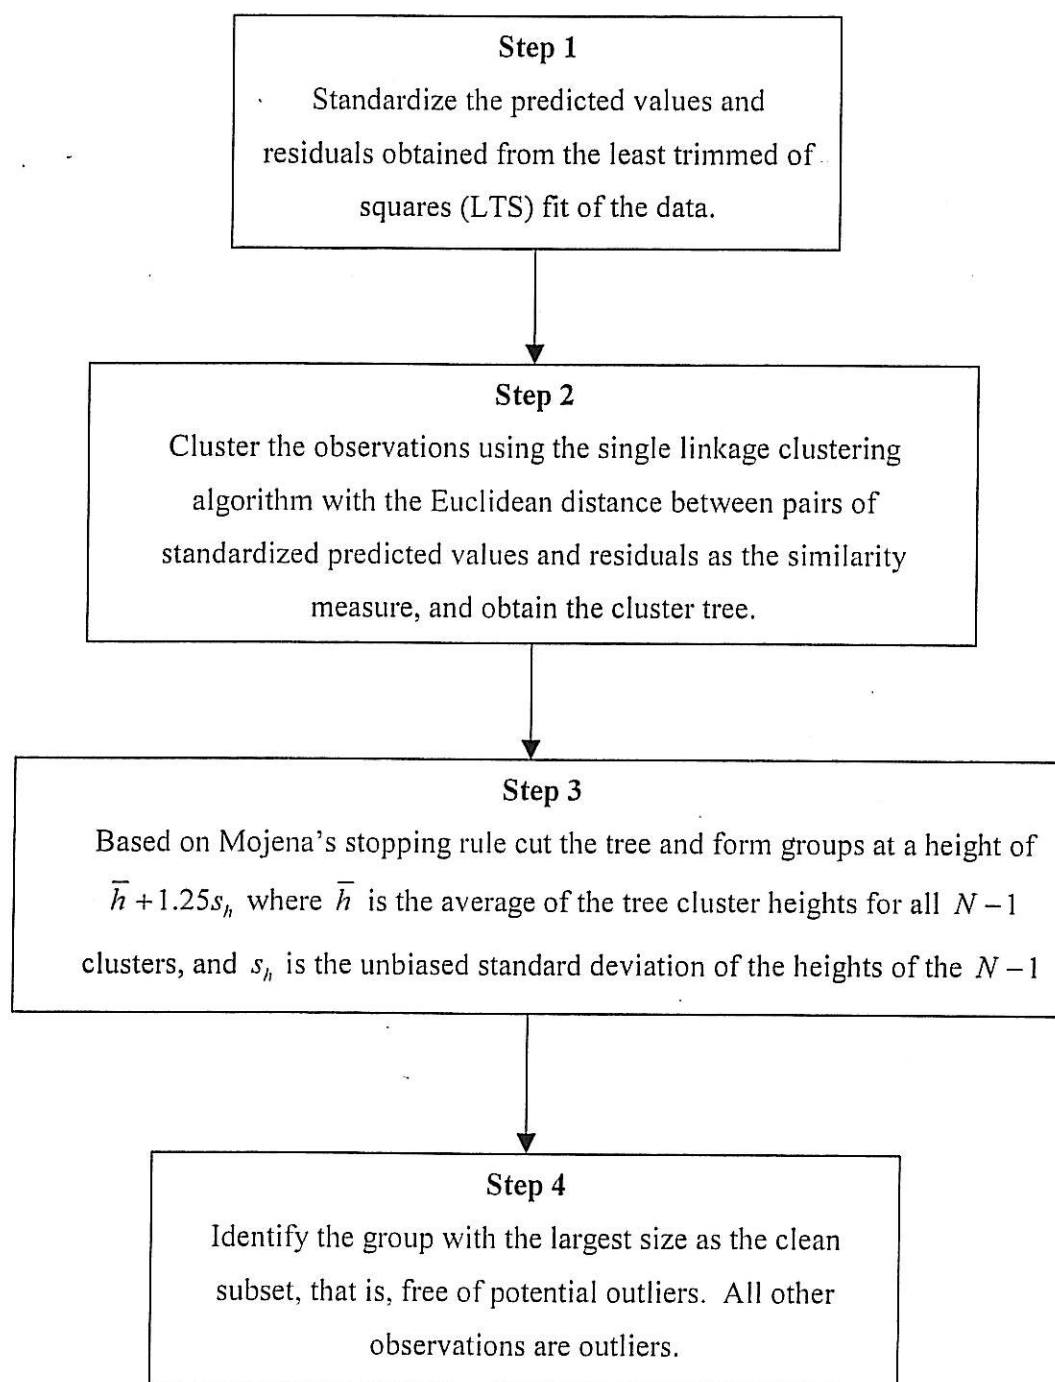 Step 1
Standardize the predicted values and
residuals obtained from the least trimmed of
squares (LTS) fit of the data.
Step 2
Cluster the observations using the single linkage clustering
algorithm with the Euclidean distance between pairs of
standardized predicted values and residuals as the similarity
measure, and obtain the cluster tree.
Step 3
Based on Mojena's stopping rule cut the tree and form groups at a height of
h̄ + 1.25sₕ where h̄ is the average of the tree cluster heights for all N − 1
clusters, and sₕ is the unbiased standard deviation of the heights of the N − 1
Step 4
Identify the group with the largest size as the clean
subset, that is, free of potential outliers. All other
observations are outliers.